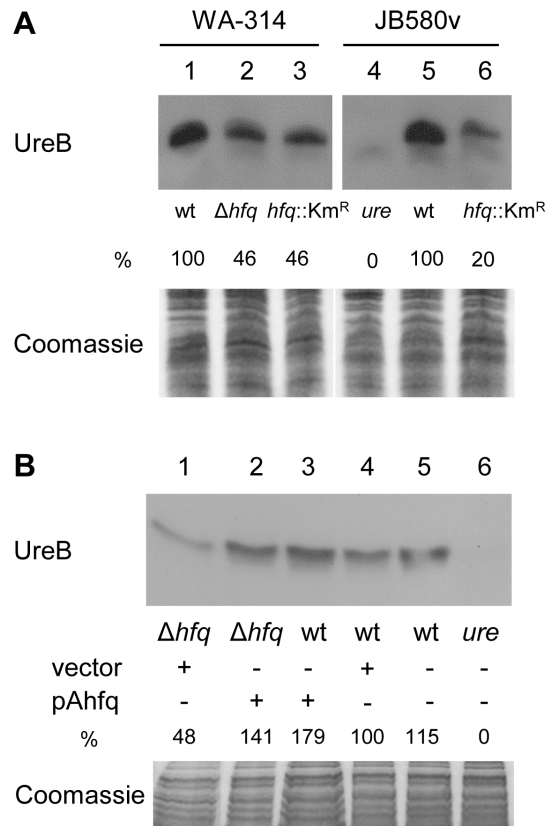 A
WA-314 JB580v
1 2 3 4 5 6
UreB
wt Δhfq hfq::Kmᴿ ure wt hfq::Kmᴿ
% 100 46 46 0 100 20
Coomassie
B
1 2 3 4 5 6
UreB
Δhfq Δhfq wt wt wt ure
vector + - - + - -
pAhfq - + + - - -
% 48 141 179 100 115 0
Coomassie